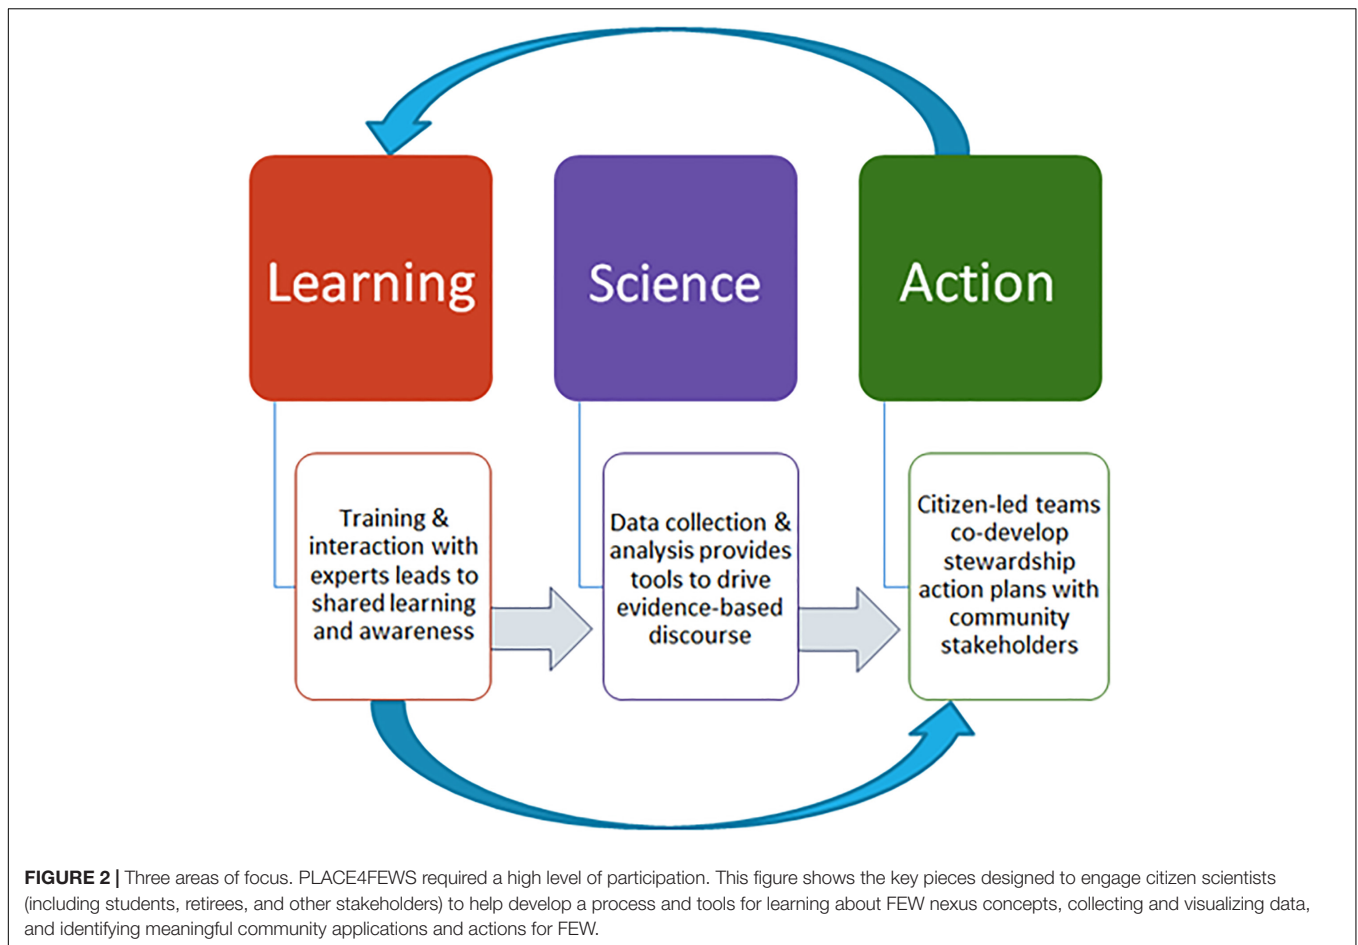 Learning
Science
Action
Training &
interaction with
experts leads to
shared learning
and awareness
Data collection &
analysis provides
tools to drive
evidence-based
discourse
Citizen-led teams
co-develop
stewardship
action plans with
community
stakeholders
FIGURE 2 | Three areas of focus. PLACE4FEWS required a high level of participation. This figure shows the key pieces designed to engage citizen scientists
(including students, retirees, and other stakeholders) to help develop a process and tools for learning about FEW nexus concepts, collecting and visualizing data,
and identifying meaningful community applications and actions for FEW.